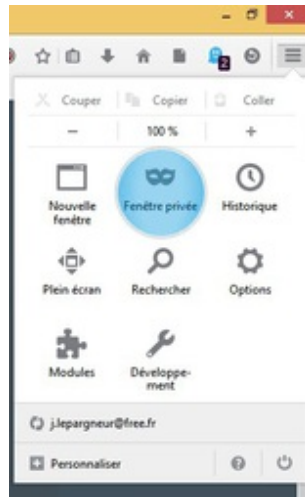 2
Couper Copier Coller
− 100 % +
Nouvelle fenêtre
Fenêtre privée
Historique
Plein écran
Rechercher
Options
Modules
Développe-
ment
j.lepargneur@free.fr
Personnaliser